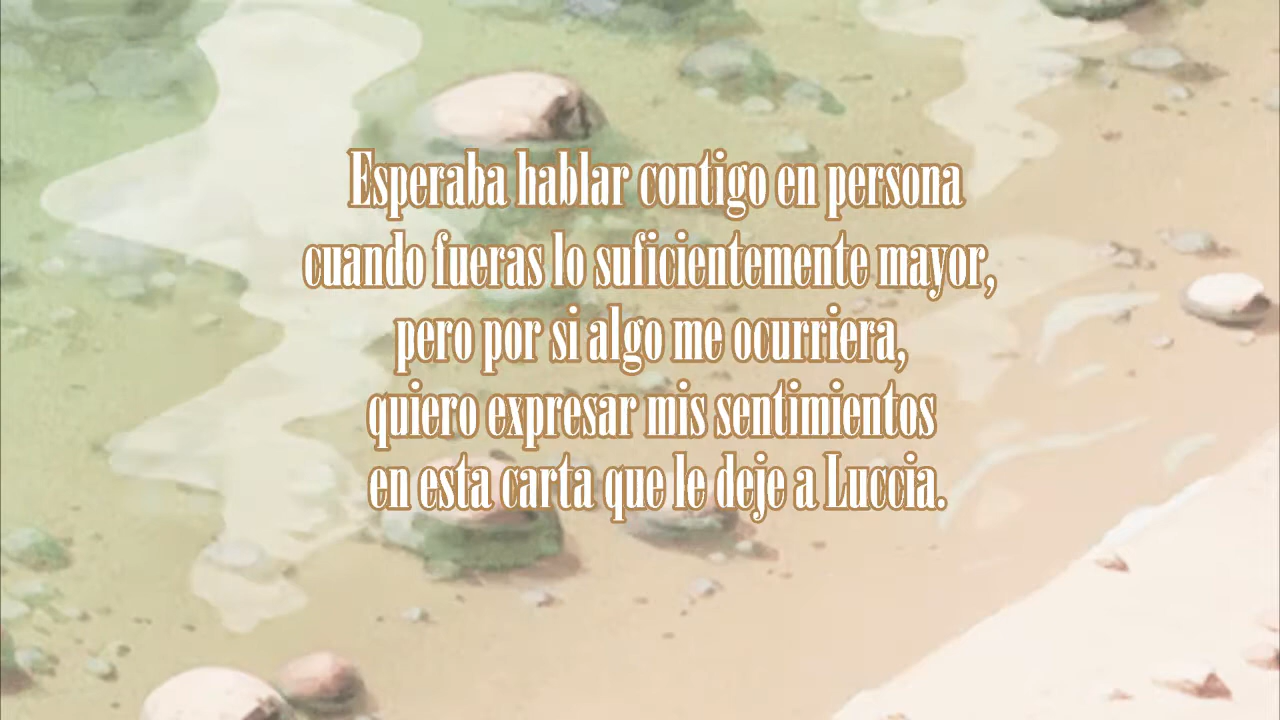 Esperaba hablar contigo en persona
cuando fueras lo suficientemente mayor,
pero por si algo me ocurriera,
quiero expresar mis sentimientos
en esta carta que le deje a Luccia.